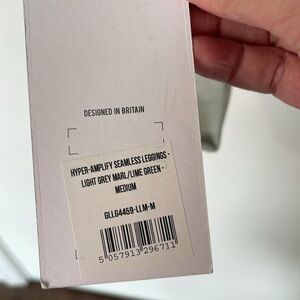 DESIGNED IN BRITAIN
HYPER-AMPLIFY SEAMLESS LEGGINGS -
LIGHT GREY MARL/LIME GREEN -
MEDIUM
GLLG4459-LLM-M
5 057913 296711